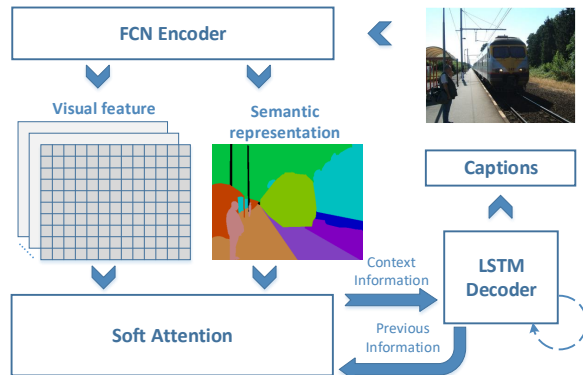 FCN Encoder
Visual feature
Semantic
representation
Captions
Context
Information
LSTM
Decoder
Soft Attention
Previous
Information